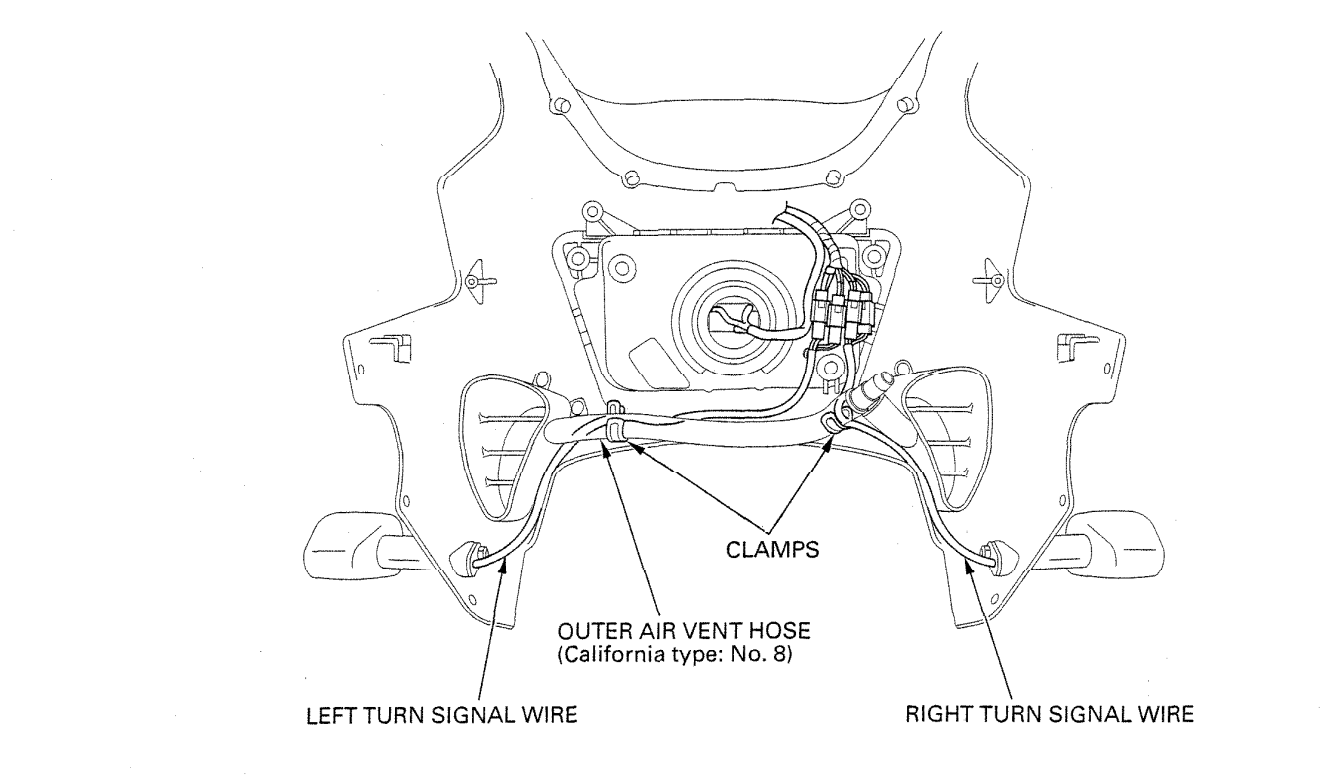 CLAMPS
OUTER AIR VENT HOSE
(California type: No. 8)
LEFT TURN SIGNAL WIRE
RIGHT TURN SIGNAL WIRE